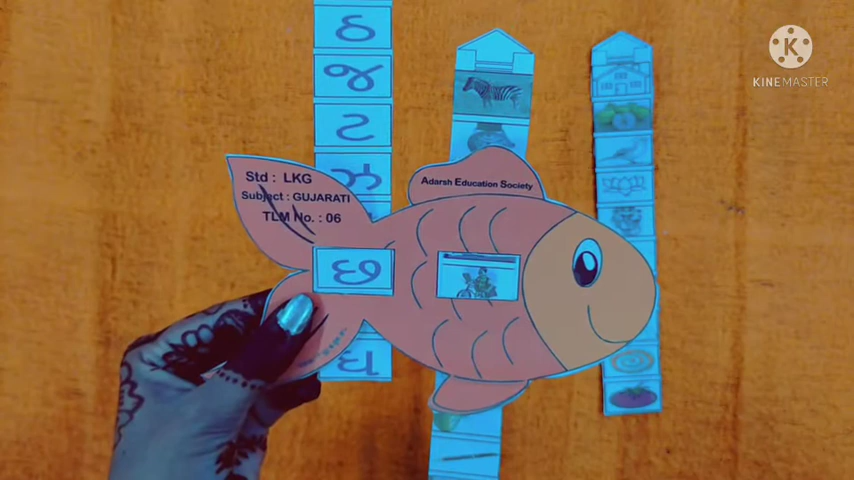 ઠ
જ
ટ
Std : LKG
Subject : GUJARATI
TLM No. : 06
Adarsh Education Society
છ
K
KINEMASTER